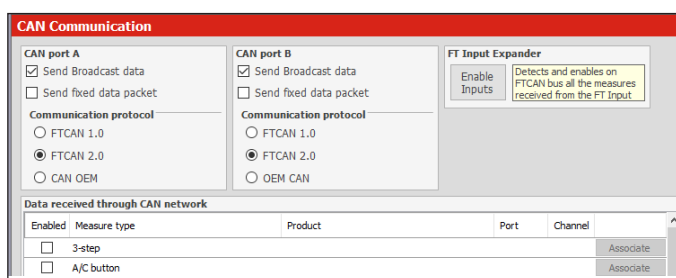 CAN Communication
CAN port A
Send Broadcast data
Send fixed data packet
Communication protocol
FTCAN 1.0
FTCAN 2.0
CAN OEM
CAN port B
Send Broadcast data
Send fixed data packet
Communication protocol
FTCAN 1.0
FTCAN 2.0
OEM CAN
FT Input Expander
Enable
Inputs
Detects and enables on
FTCAN bus all the measures
received from the FT Input
Data received through CAN network
Enabled Measure type Product Port Channel
3-step Associate
A/C button Associate